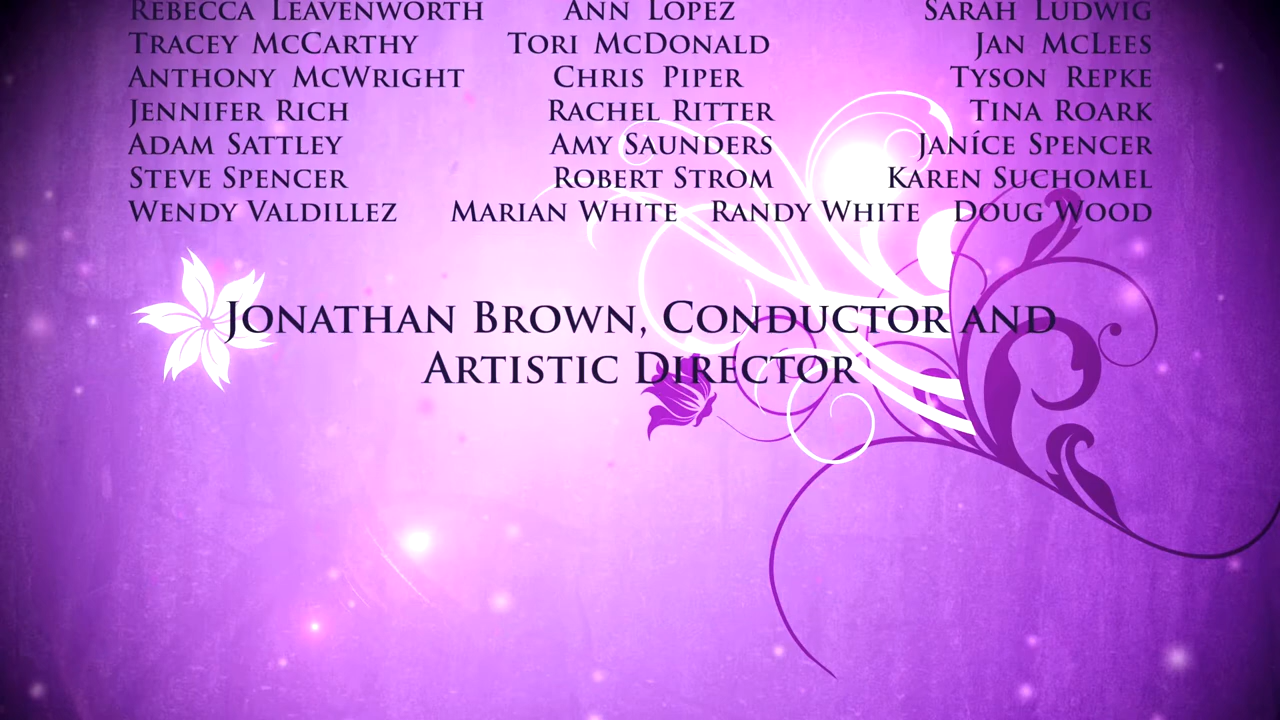 Rebecca Leavenworth Ann Lopez Sarah Ludwig
Tracey McCarthy Tori McDonald Jan McLees
Anthony McWright Chris Piper Tyson Repke
Jennifer Rich Rachel Ritter Tina Roark
Adam Sattley Amy Saunders Janíce Spencer
Steve Spencer Robert Strom Karen Suchomel
Wendy Valdillez Marian White Randy White Doug Wood
Jonathan Brown, Conductor and
Artistic Director